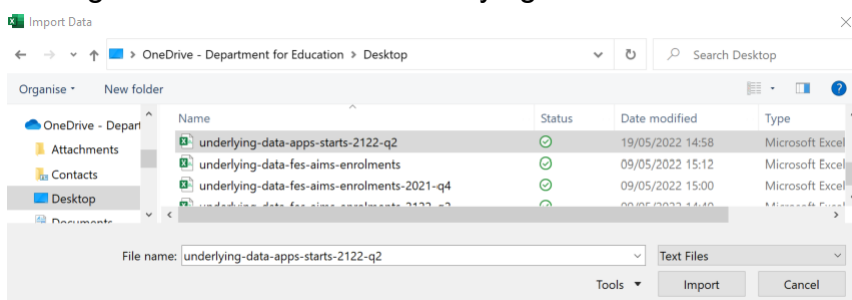 Import Data
OneDrive - Department for Education > Desktop
Search Desktop
Organise
New folder
Name Status Date modified Type
OneDrive - Depart
Attachments
Contacts
Desktop
Documents
underlying-data-apps-starts-2122-q2 19/05/2022 14:58 Microsoft Excel
underlying-data-fes-aims-enrolments 09/05/2022 15:12 Microsoft Excel
underlying-data-fes-aims-enrolments-2021-q4 09/05/2022 15:00 Microsoft Excel
File name: underlying-data-apps-starts-2122-q2 Text Files
Tools Import Cancel